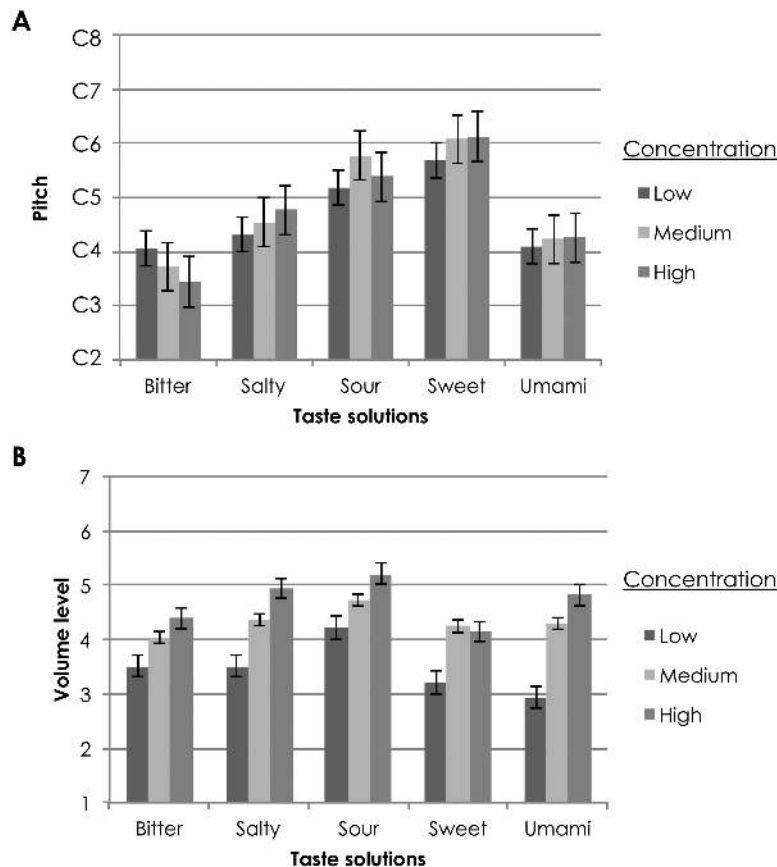 A
C8
C7
C6
C5
C4
C3
C2
Pitch
Bitter Salty Sour Sweet Umami
Taste solutions
Concentration
Low
Medium
High
B
7
6
5
4
3
2
1
Volume level
Bitter Salty Sour Sweet Umami
Taste solutions
Concentration
Low
Medium
High